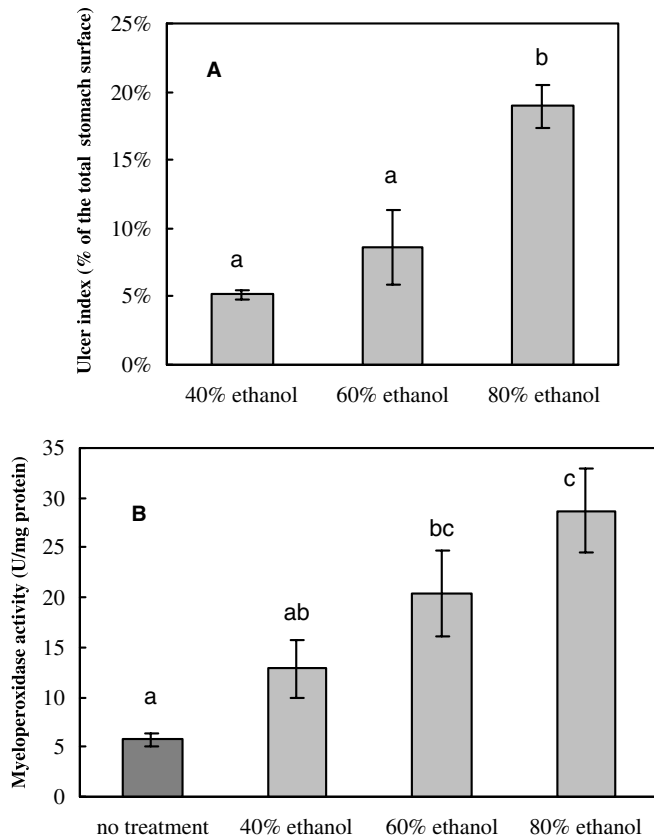 Ulcer index (% of the total stomach surface)
25%
20%
15%
10%
5%
0%
A
a
a
b
40% ethanol 60% ethanol 80% ethanol
Myeloperoxidase activity (U/mg protein)
35
30
25
20
15
10
5
0
B
a
ab
bc
c
no treatment 40% ethanol 60% ethanol 80% ethanol